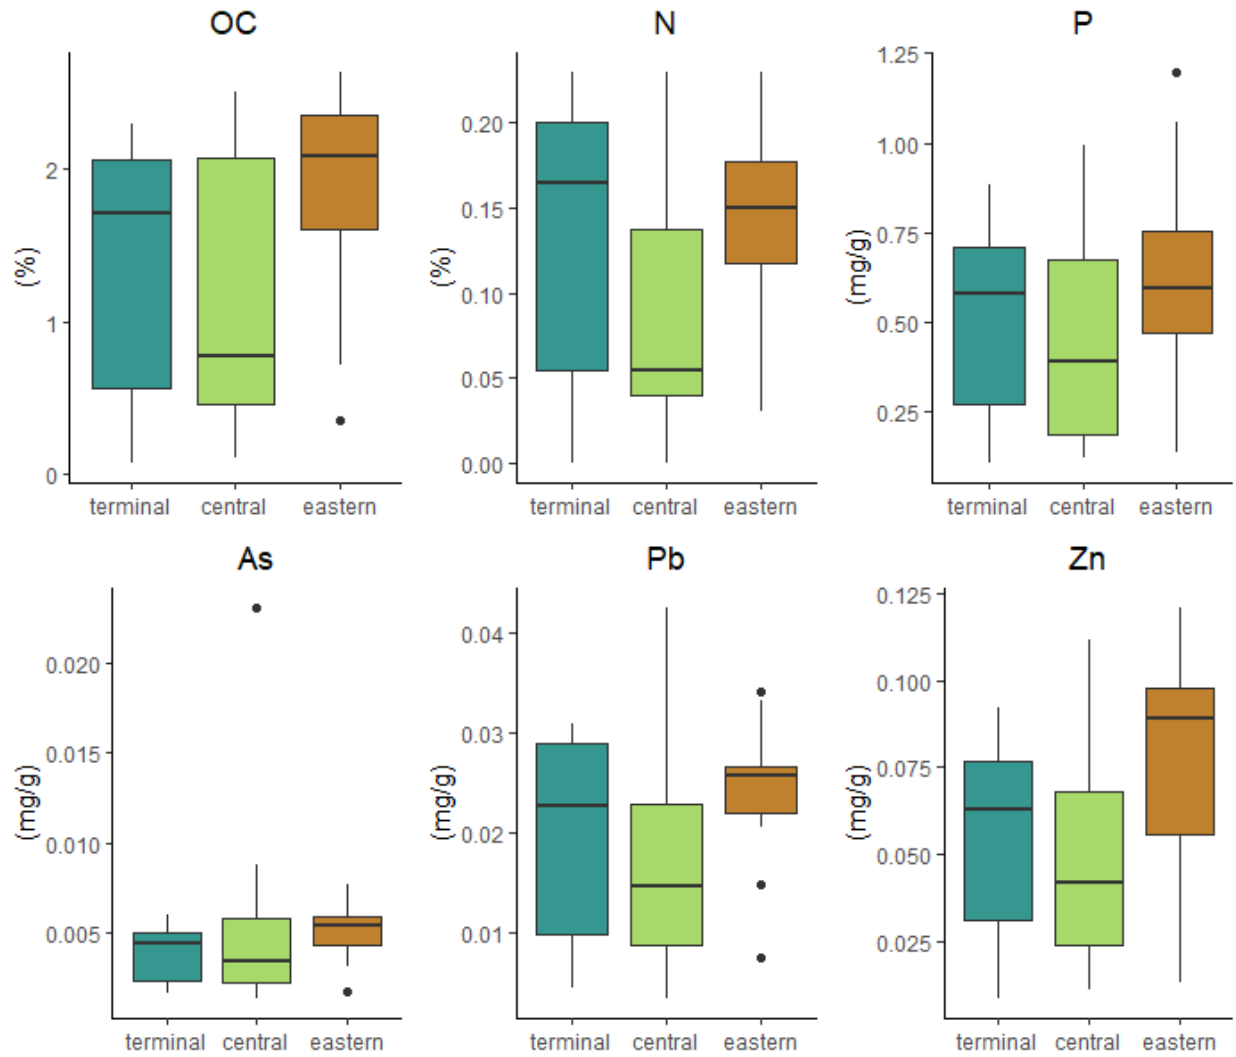 OC
N
P
(%)
2
1
0
terminal central eastern
(%)
0.20
0.15
0.10
0.05
0.00
terminal central eastern
(mg/g)
1.25
1.00
0.75
0.50
0.25
terminal central eastern
As
Pb
Zn
(mg/g)
0.020
0.015
0.010
0.005
terminal central eastern
(mg/g)
0.04
0.03
0.02
0.01
terminal central eastern
(mg/g)
0.125
0.100
0.075
0.050
0.025
terminal central eastern